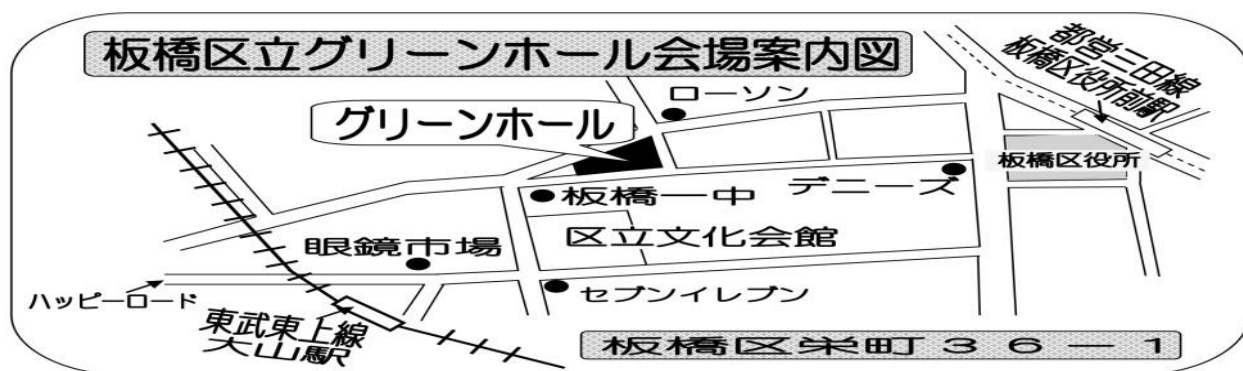 板橋区立グリーンホール会場案内図
都営三田線
板橋区役所前駅
ローソン
グリーンホール
板橋区役所
デニーズ
板橋一中
区立文化会館
眼鏡市場
セブンイレブン
ハッピーロード
東武東上線
大山駅
板橋区栄町36-1